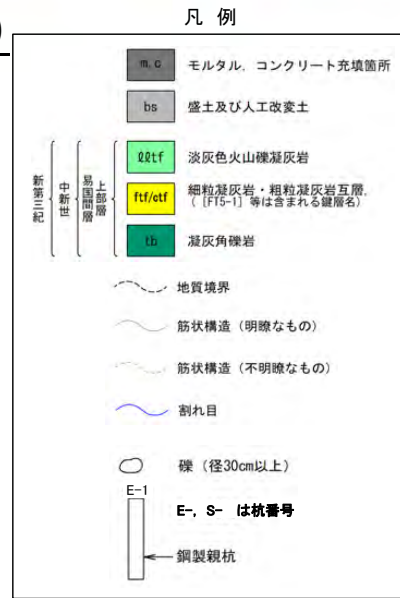 凡 例
m.c モルタル, コンクリート充填箇所
bs 盛土及び人工改変土
新第三紀 中新世 易国間層 上部層
ℓℓtf 淡灰色火山礫凝灰岩
ftf/ctf 細粒凝灰岩・粗粒凝灰岩互層,
( [FT5-1] 等は含まれる鍵層名)
tb 凝灰角礫岩
地質境界
筋状構造 (明瞭なもの)
筋状構造 (不明瞭なもの)
割れ目
礫 (径30cm以上)
E-1
E-, S- は杭番号
鋼製親杭